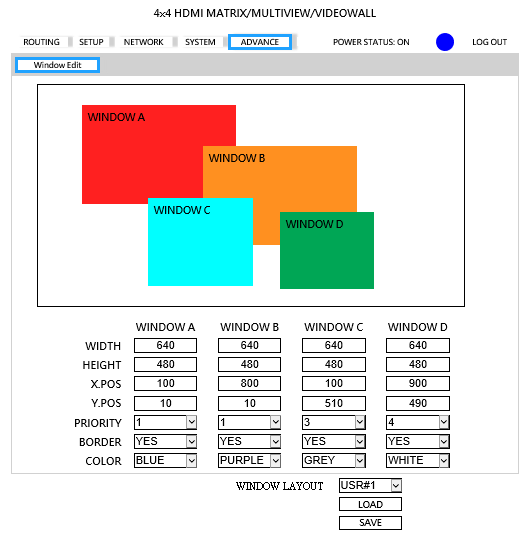 4x4 HDMI MATRIX/MULTIVIEW/VIDEOWALL
ROUTING SETUP NETWORK SYSTEM ADVANCE POWER STATUS: ON LOG OUT
Window Edit
WINDOW A
WINDOW B
WINDOW C
WINDOW D
WINDOW A WINDOW B WINDOW C WINDOW D
WIDTH 640 640 640 640
HEIGHT 480 480 480 480
X.POS 100 800 100 900
Y.POS 10 10 510 490
PRIORITY 1 1 3 4
BORDER YES YES YES YES
COLOR BLUE PURPLE GREY WHITE
WINDOW LAYOUT USR#1
LOAD
SAVE